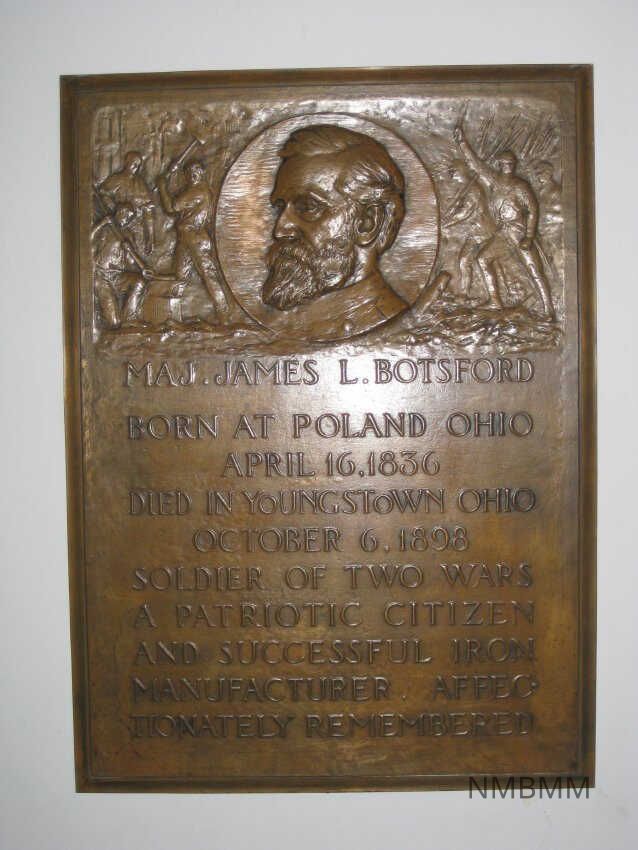 MAJ. JAMES L. BOTSFORD
BORN AT POLAND OHIO
APRIL 16, 1836
DIED IN YOUNGSTOWN OHIO
OCTOBER 6, 1898
SOLDIER OF TWO WARS
A PATRIOTIC CITIZEN
AND SUCCESSFUL IRON
MANUFACTURER. AFFEC-
TIONATELY REMEMBERED
NMBMM